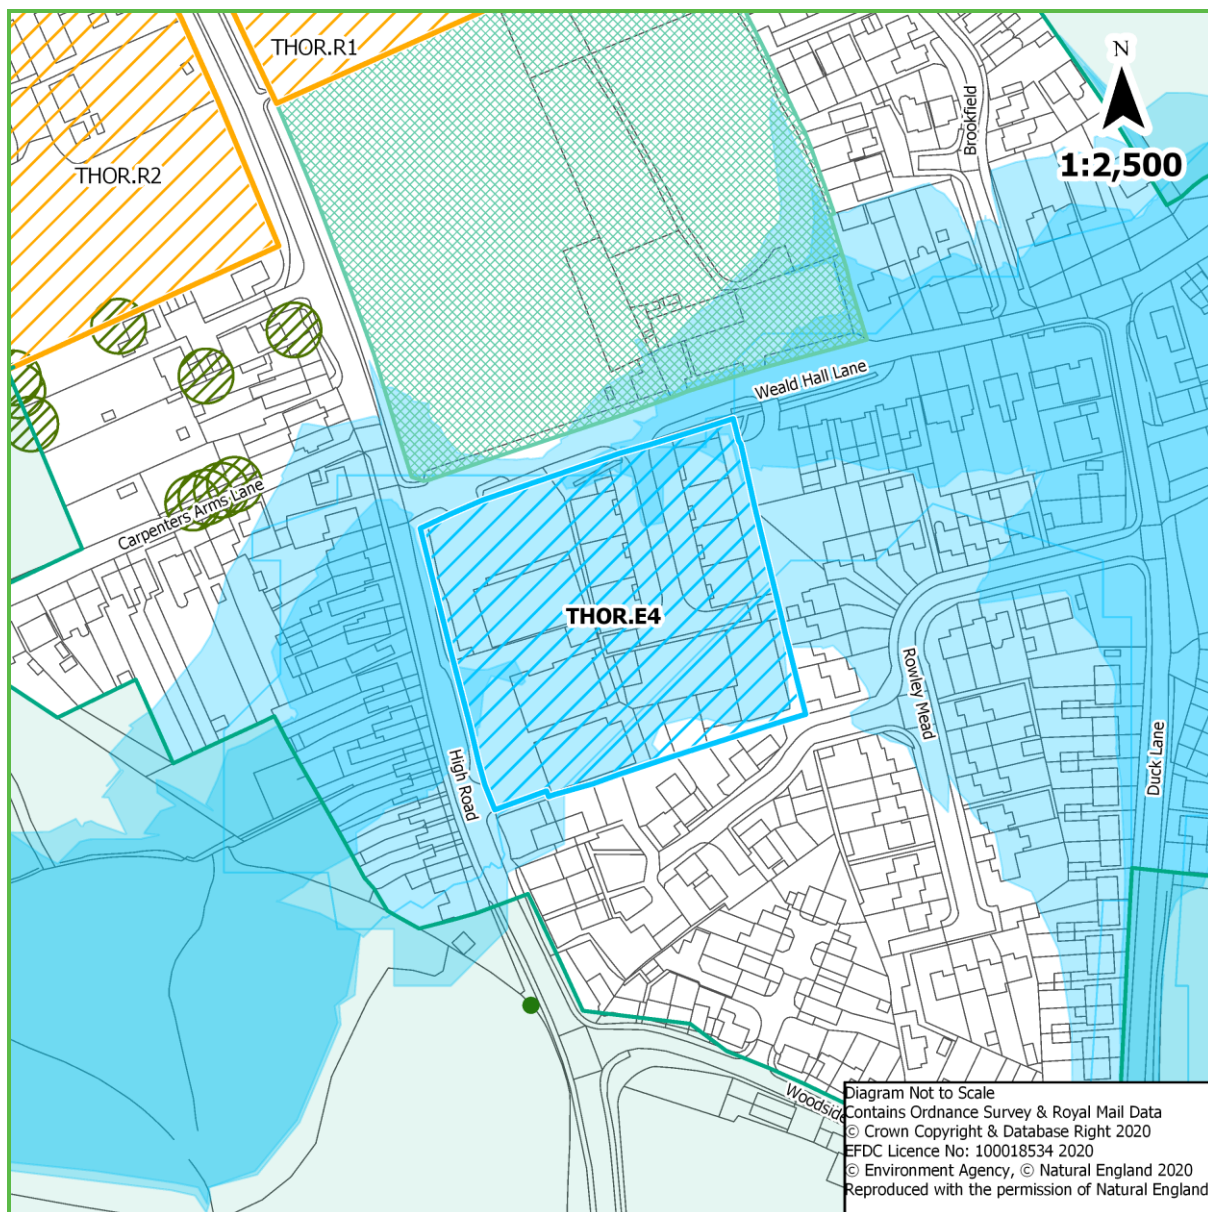 THOR.R1
N
Brookfield
1:2,500
THOR.R2
Weald Hall Lane
Carpenters Arms Lane
THOR.E4
Rowley Mead
High Road
Duck Lane
Woodside
Diagram Not to Scale
Contains Ordnance Survey & Royal Mail Data
© Crown Copyright & Database Right 2020
EFDC Licence No: 100018534 2020
© Environment Agency, © Natural England 2020
Reproduced with the permission of Natural England